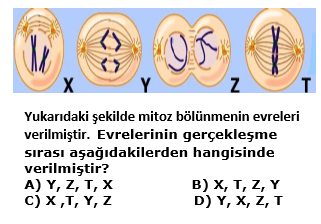 X Y Z T
Yukarıdaki şekilde mitoz bölünmenin evreleri
verilmiştir. Evrelerinin gerçekleşme
sırası aşağıdakilerden hangisinde
verilmiştir?
A) Y, Z, T, X B) X, T, Z, Y
C) X ,T, Y, Z D) Y, X, Z, T